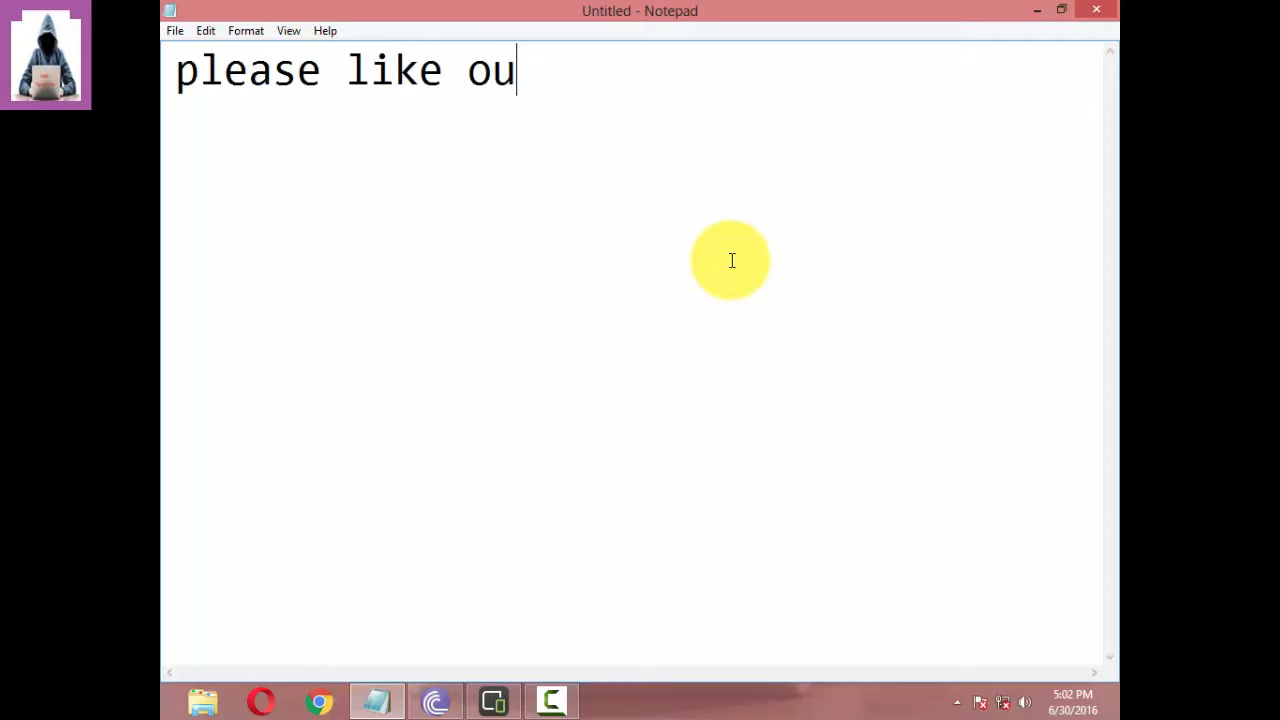 Untitled - Notepad
File Edit Format View Help
please like ou
5:02 PM
6/30/2016